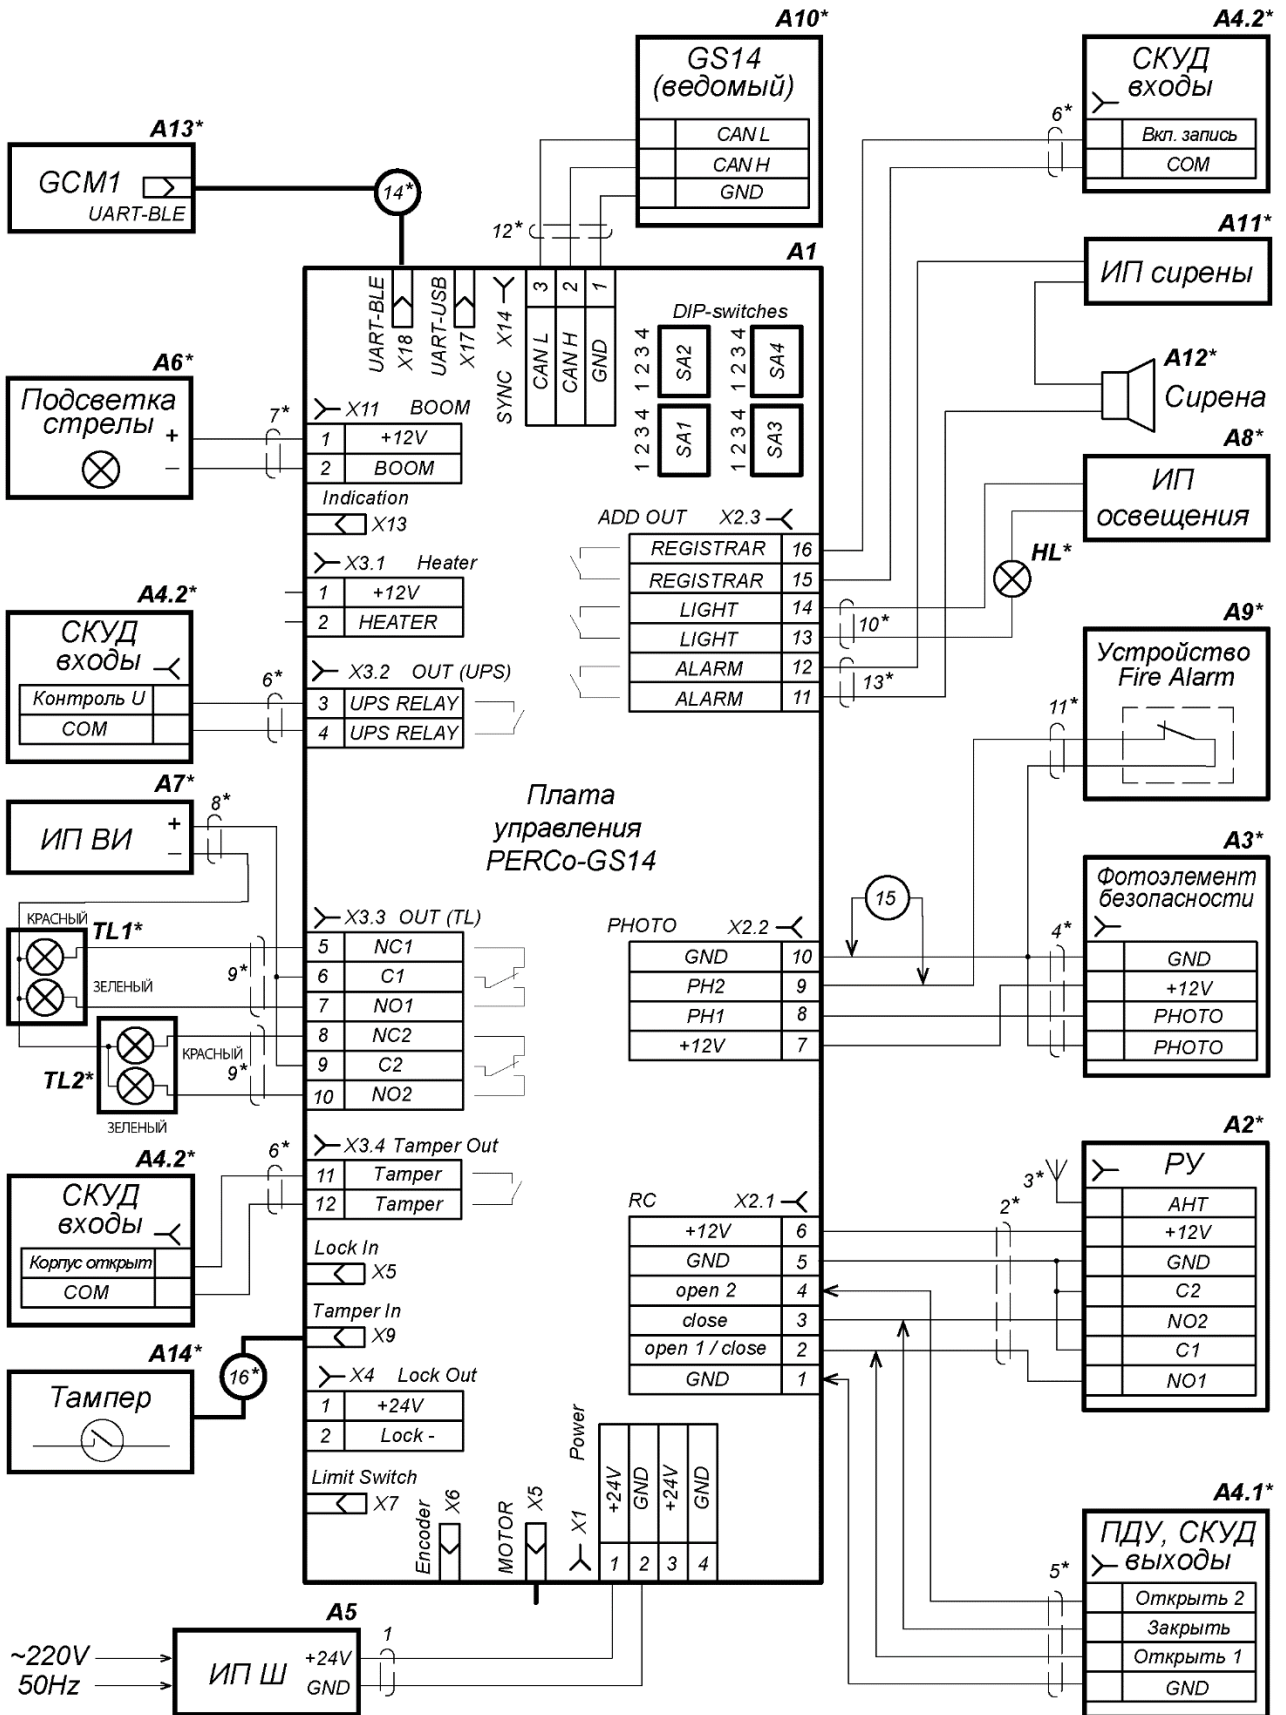 A10*
GS14
(ведомый)
CAN L
CAN H
GND
A4.2*
СКУД
входы
Вкл. запись
COM
6*
A13*
GCM1
UART-BLE
14*
12*
A1
A11*
ИП сирены
A12*
Сирена
UART-BLE
X18
UART-USB
X17
SYNC X14
3 2 1
CAN L
CAN H
GND
DIP-switches
1 2 3 4
SA2
1 2 3 4
SA4
1 2 3 4
SA1
1 2 3 4
SA3
A6*
Подсветка
стрелы
+
–
7*
X11 BOOM
1 +12V
2 BOOM
Indication
X13
X3.1 Heater
1 +12V
2 HEATER
A4.2*
СКУД
входы
Контроль U
COM
6*
X3.2 OUT (UPS)
3 UPS RELAY
4 UPS RELAY
ADD OUT X2.3
REGISTRAR 16
REGISTRAR 15
LIGHT 14
LIGHT 13
ALARM 12
ALARM 11
10*
13*
A8*
ИП
освещения
HL*
A9*
Устройство
Fire Alarm
11*
A7*
ИП ВИ
+
–
8*
Плата
управления
PERCo-GS14
КРАСНЫЙ
TL1*
ЗЕЛЕНЫЙ
9*
КРАСНЫЙ
TL2*
9*
ЗЕЛЕНЫЙ
X3.3 OUT (TL)
5 NC1
6 C1
7 NO1
8 NC2
9 C2
10 NO2
15
PHOTO X2.2
GND 10
PH2 9
PH1 8
+12V 7
A3*
Фотоэлемент
безопасности
4*
GND
+12V
PHOTO
PHOTO
A4.2*
СКУД
входы
Корпус открыт
COM
6*
X3.4 Tamper Out
11 Tamper
12 Tamper
Lock In
X5
Tamper In
X9
A14*
Тампер
16*
X4 Lock Out
1 +24V
2 Lock -
Limit Switch
X7
RC X2.1
+12V 6
GND 5
open 2 4
close 3
open 1 / close 2
GND 1
A2*
РУ
3*
2*
АНТ
+12V
GND
C2
NO2
C1
NO1
Encoder
X6
MOTOR
X5
X1 Power
+24V
GND
+24V
GND
1 2 3 4
A5
ИП Ш
+24V
GND
1
~220V
50Hz
A4.1*
ПДУ, СКУД
выходы
5*
Открыть 2
Закрыть
Открыть 1
GND